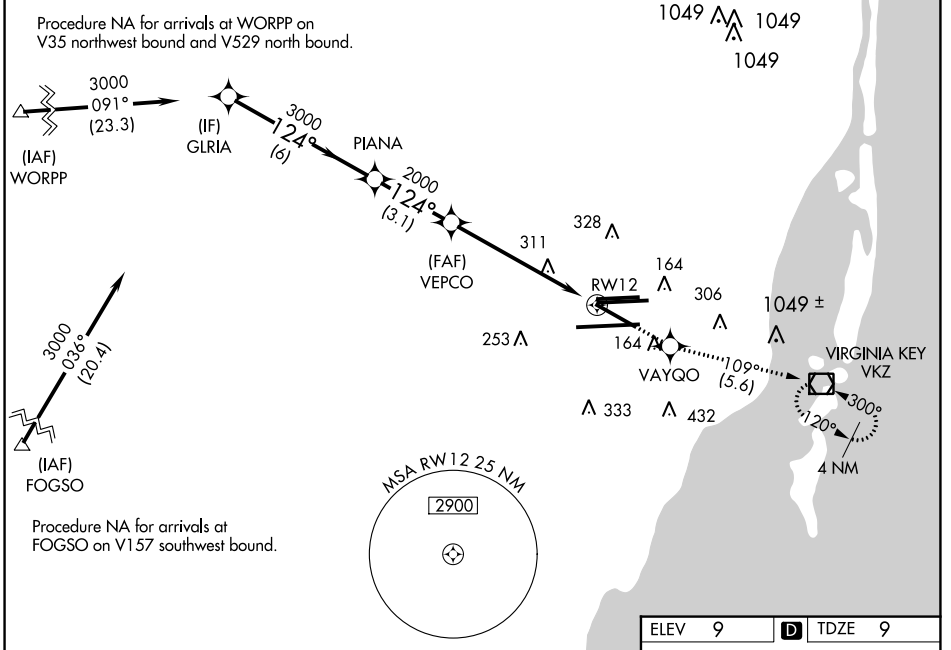 Procedure NA for arrivals at WORPP on
V35 northwest bound and V529 north bound.
1049
1049
1049
3000
091°
(23.3)
(IAF)
WORPP
(IF)
GLRIA
3000
124°
(6)
PIANA
2000
124°
(3.1)
(FAF)
VEPCO
311
328
RW12
164
306
1049 ±
253
164
VAYQO
109°
(5.6)
VIRGINIA KEY
VKZ
300°
120°
4 NM
333
432
3000
036°
(20.4)
(IAF)
FOGSO
Procedure NA for arrivals at
FOGSO on V157 southwest bound.
MSA RW12 25 NM
2900
ELEV 9 D TDZE 9